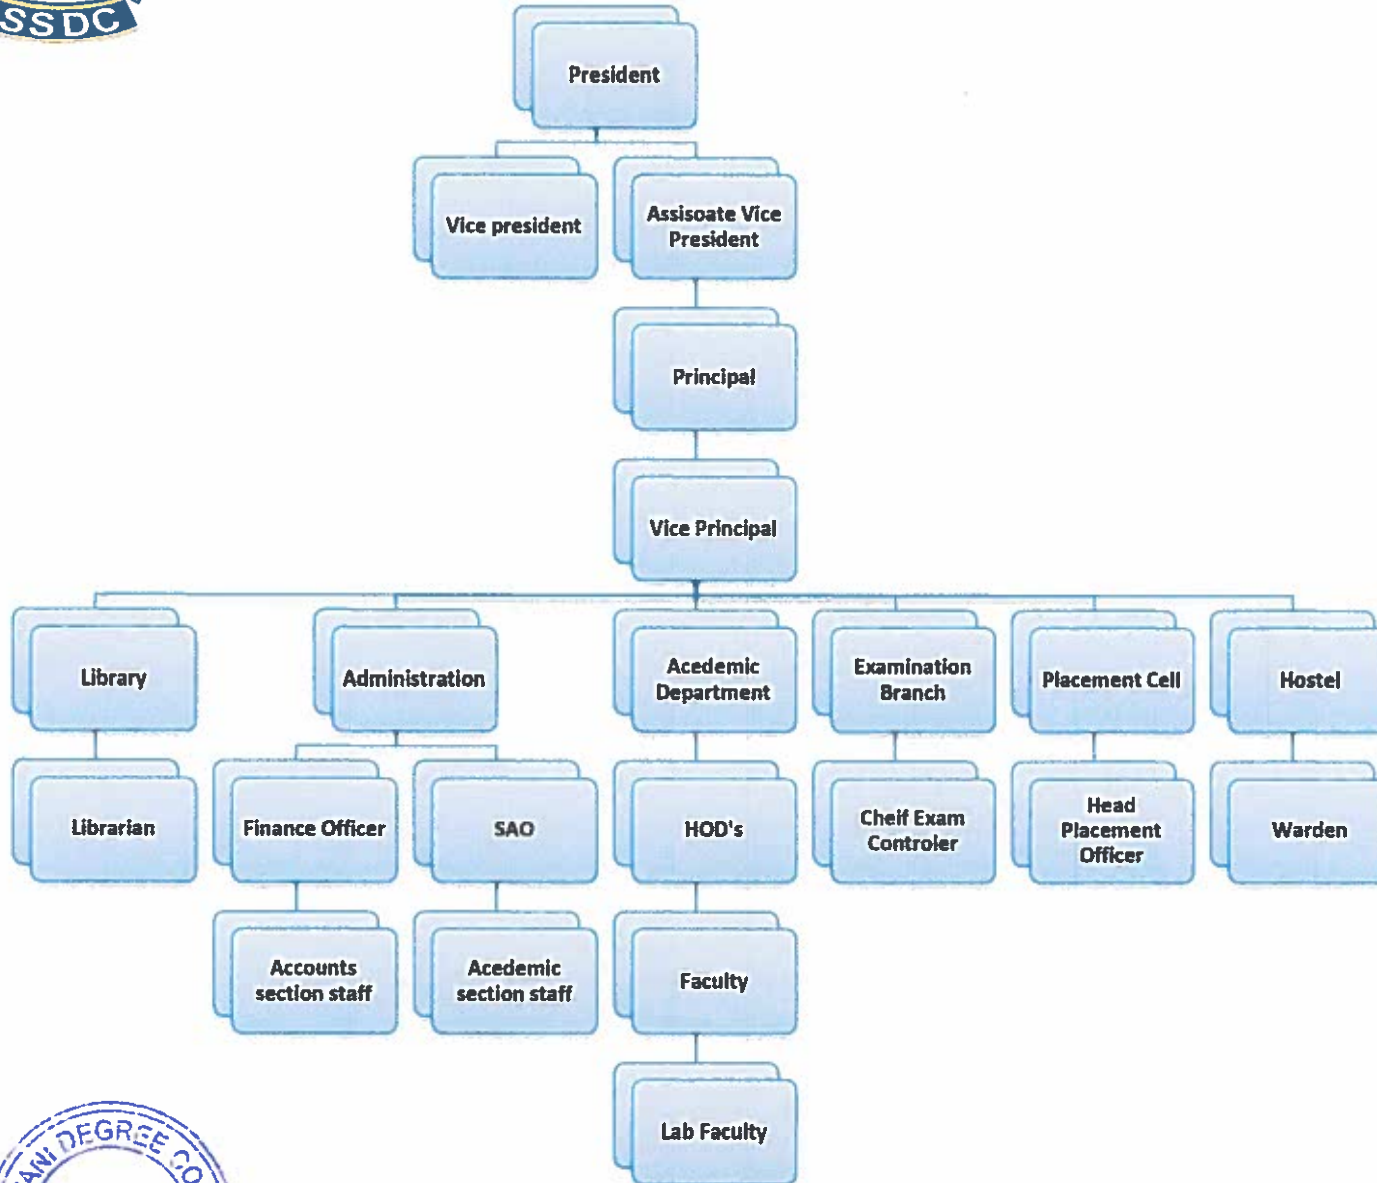 SSDC
President
Vice president
Assisoate Vice
President
Principal
Vice Principal
Library
Administration
Acedemic
Department
Examination
Branch
Placement Cell
Hostel
Librarian
Finance Officer
SAO
HOD's
Cheif Exam
Controler
Head
Placement
Officer
Warden
Accounts
section staff
Acedemic
section staff
Faculty
Lab Faculty
DEGREE